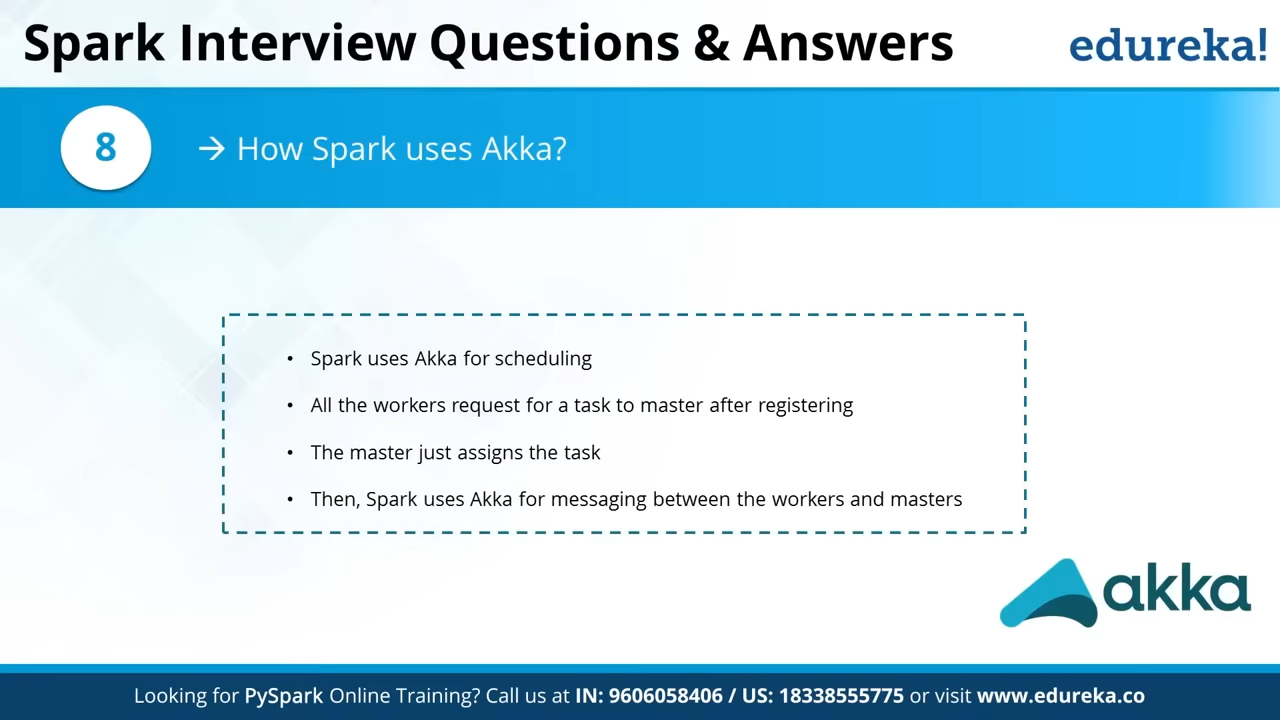 Spark Interview Questions & Answers
edureka!
8
→ How Spark uses Akka?
• Spark uses Akka for scheduling
• All the workers request for a task to master after registering
• The master just assigns the task
• Then, Spark uses Akka for messaging between the workers and masters
akka
Looking for PySpark Online Training? Call us at IN: 9606058406 / US: 18338555775 or visit www.edureka.co